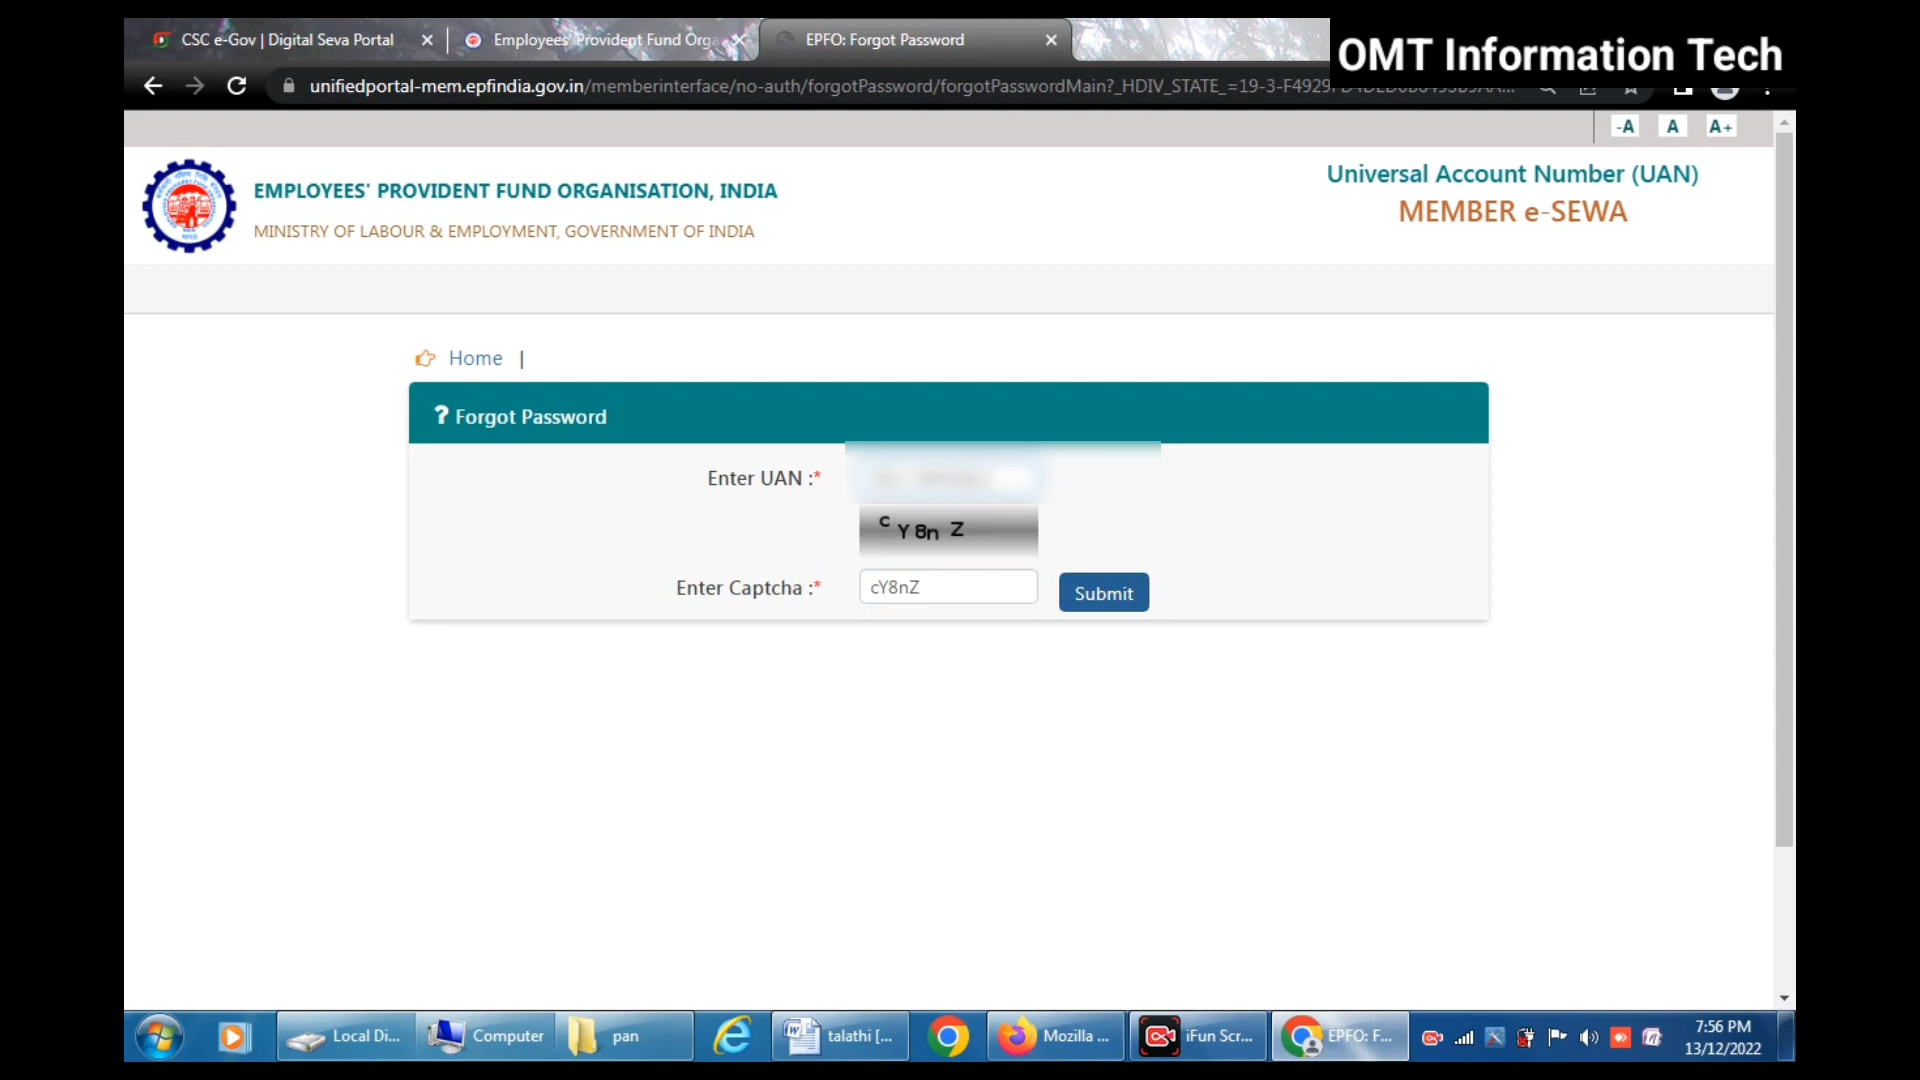 OMT Information Tech
CSC e-Gov | Digital Seva Portal
Employees' Provident Fund Orga
EPFO: Forgot Password
unifiedportal-mem.epfindia.gov.in/memberinterface/no-auth/forgotPassword/forgotPasswordMain?_HDIV_STATE_=19-3-F4929
-A A A+
EMPLOYEES' PROVIDENT FUND ORGANISATION, INDIA
MINISTRY OF LABOUR & EMPLOYMENT, GOVERNMENT OF INDIA
Universal Account Number (UAN)
MEMBER e-SEWA
Home |
? Forgot Password
Enter UAN :*
cY8nZ
Enter Captcha :* cY8nZ Submit
Local Di... Computer pan talathi [... Mozilla ... iFun Scr... EPFO: F...
7:56 PM
13/12/2022